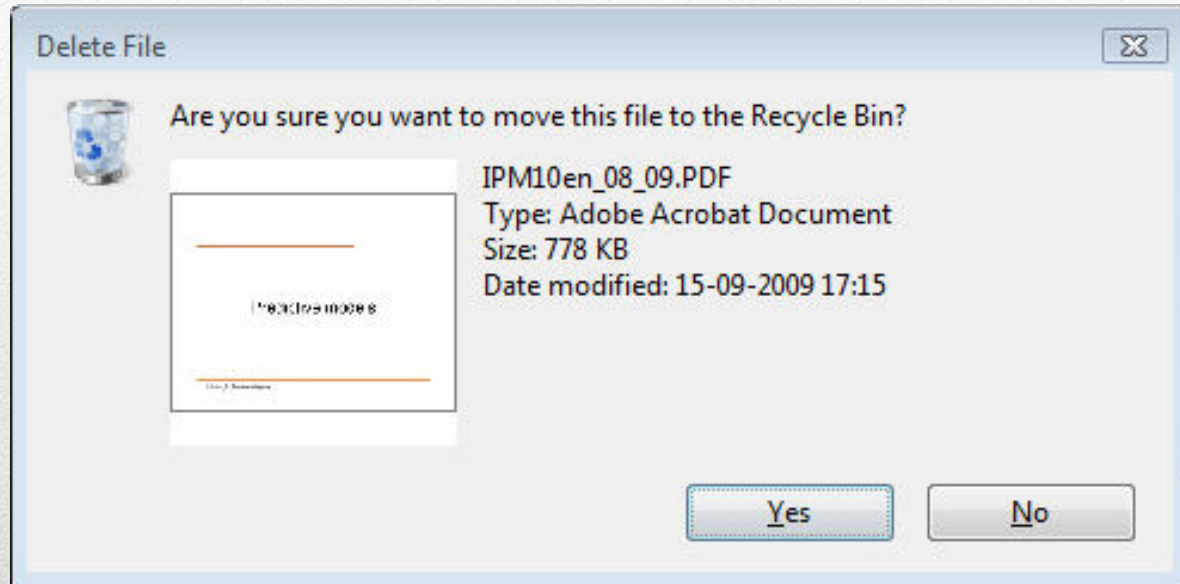 Delete File
Are you sure you want to move this file to the Recycle Bin?
IPM10en_08_09.PDF
Type: Adobe Acrobat Document
Size: 778 KB
Date modified: 15-09-2009 17:15
Predictive models
Yes
No